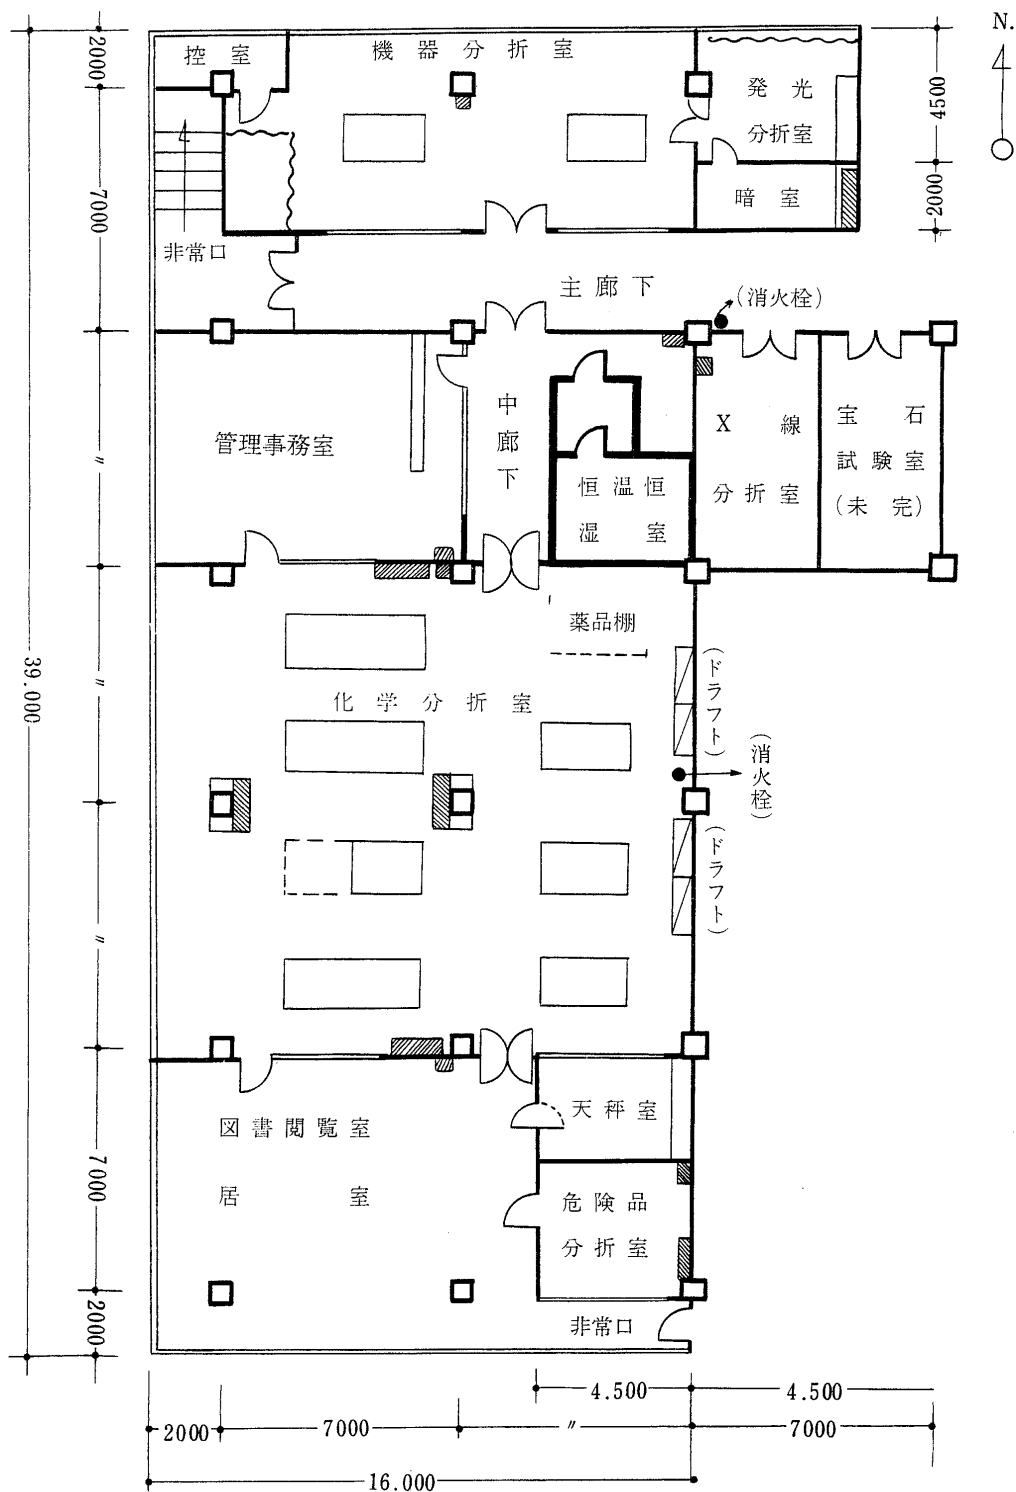 N.
控室
機器分折室
発光
分折室
暗室
非常口
主廊下
(消火栓)
管理事務室
中廊下
恒温恒
湿室
X線
分折室
宝石
試験室
(未完)
薬品棚
化学分折室
(ドラフト)
(消火栓)
(ドラフト)
図書閲覧室
居室
天秤室
危険品
分折室
非常口
2000
7000
〃
〃
〃
7000
2000
39.000
4500
2000
4.500
4.500
2000
7000
〃
7000
16.000